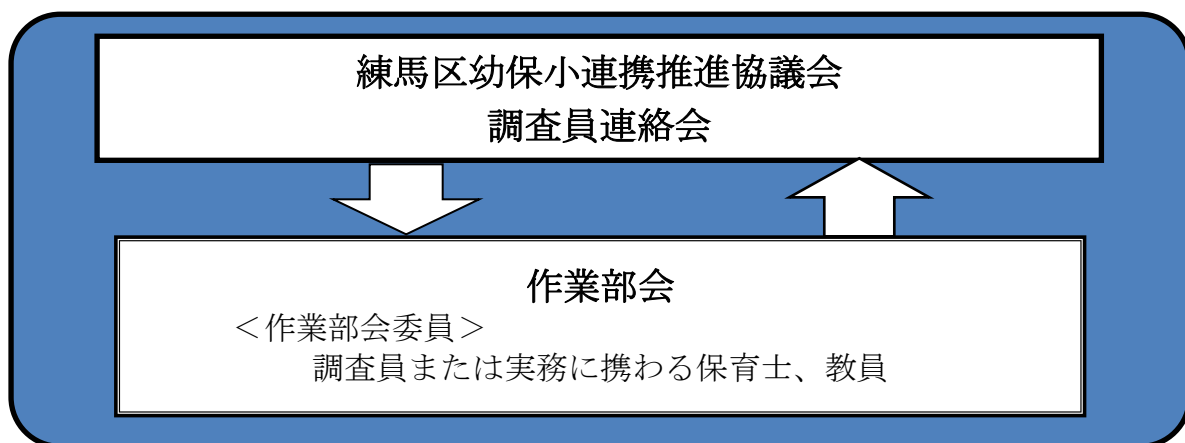 練馬区幼保小連携推進協議会
調査員連絡会
作業部会
＜作業部会委員＞
調査員または実務に携わる保育士、教員